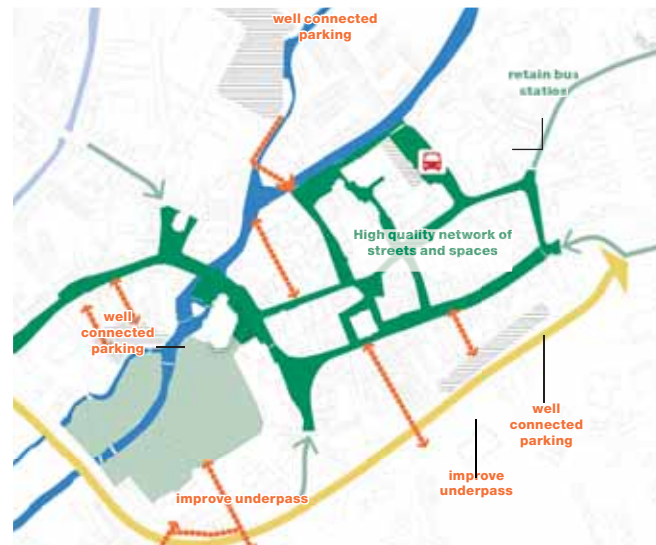 well connected
parking
retain bus
station
High quality network of
streets and spaces
well
connected
parking
well
connected
parking
improve
underpass
improve underpass